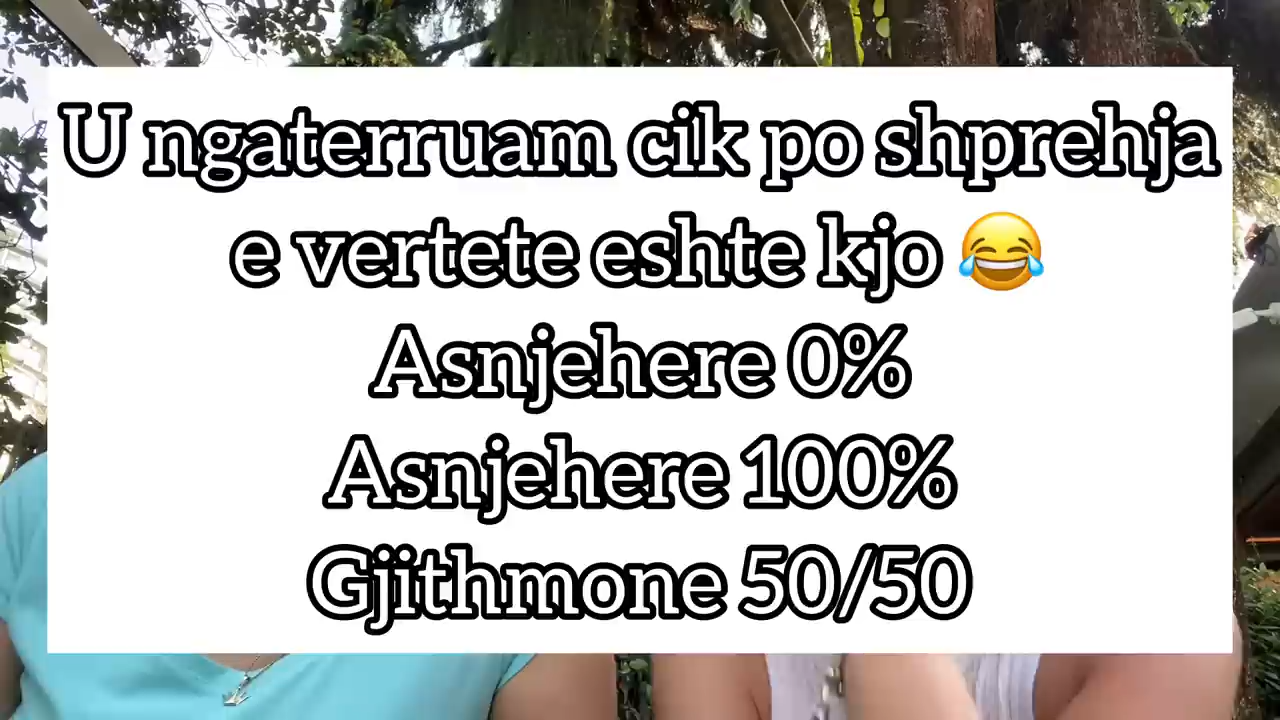 U ngaterruam cik po shprehja
e vertete eshte kjo 😂
Asnjehere 0%
Asnjehere 100%
Gjithmone 50/50